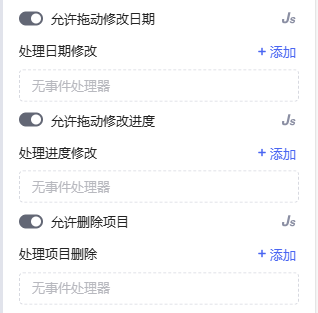 允许拖动修改日期 Js
处理日期修改 + 添加
无事件处理器
允许拖动修改进度 Js
处理进度修改 + 添加
无事件处理器
允许删除项目 Js
处理项目删除 + 添加
无事件处理器